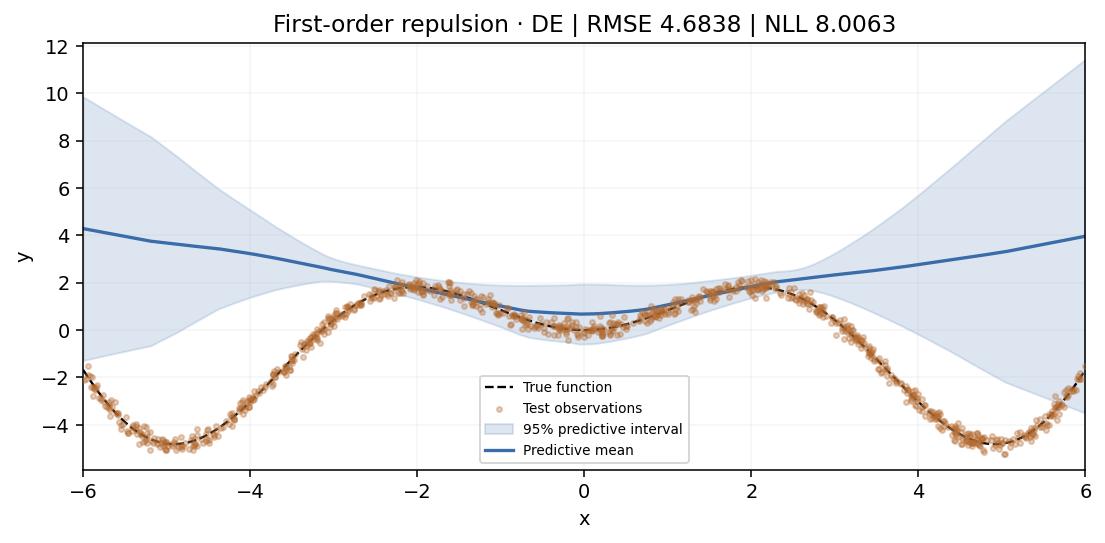 First-order repulsion · DE | RMSE 4.6838 | NLL 8.0063
12
10
8
6
4
2
0
−2
−4
y
True function
Test observations
95% predictive interval
Predictive mean
−6
−4
−2
0
2
4
6
x